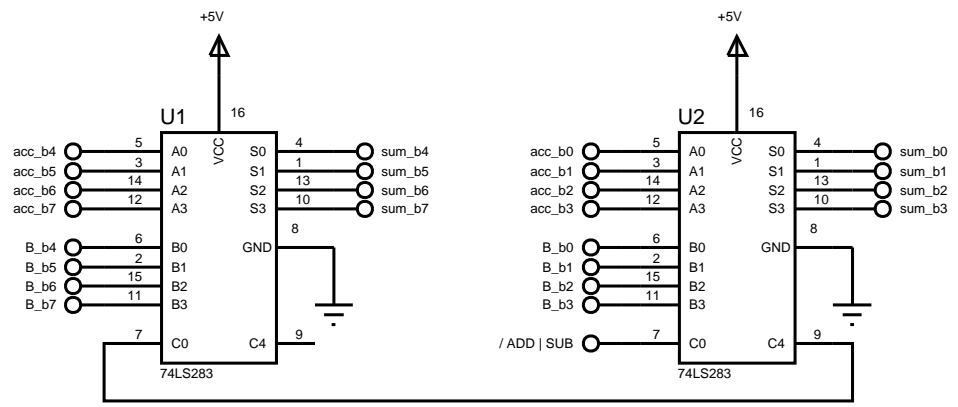 +5V
+5V
U1
16
U2
16
acc_b4 5 A0 VCC S0 4 sum_b4
acc_b5 3 A1 S1 1 sum_b5
acc_b6 14 A2 S2 13 sum_b6
acc_b7 12 A3 S3 10 sum_b7
8
B_b4 6 B0 GND
B_b5 2 B1
B_b6 15 B2
B_b7 11 B3
7 C0 C4 9
74LS283
acc_b0 5 A0 VCC S0 4 sum_b0
acc_b1 3 A1 S1 1 sum_b1
acc_b2 14 A2 S2 13 sum_b2
acc_b3 12 A3 S3 10 sum_b3
8
B_b0 6 B0 GND
B_b1 2 B1
B_b2 15 B2
B_b3 11 B3
/ ADD | SUB 7 C0 C4 9
74LS283